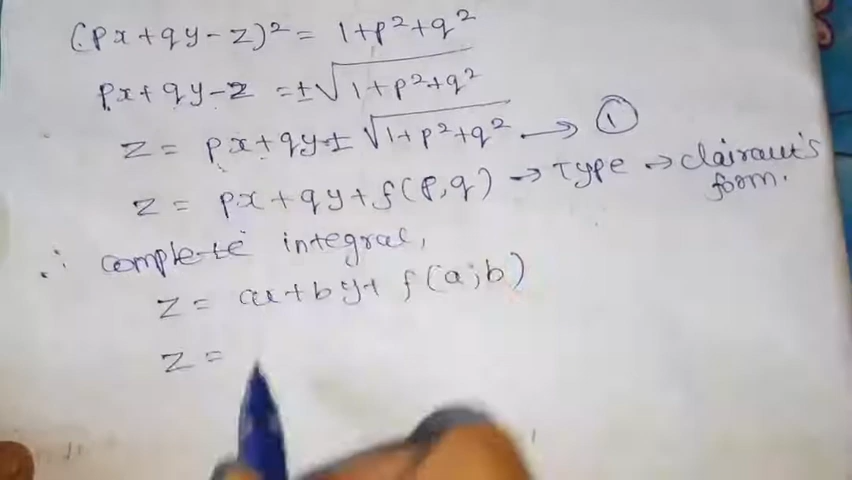 (px+qy-z)² = 1+p²+q²
px+qy-z = ±√1+p²+q²
z = px+qy± √1+p²+q² → ①
z = px+qy+f(p,q) → Type → clairaut's form.
∴ complete integral,
z = ax+by+ f(a,b)
z =